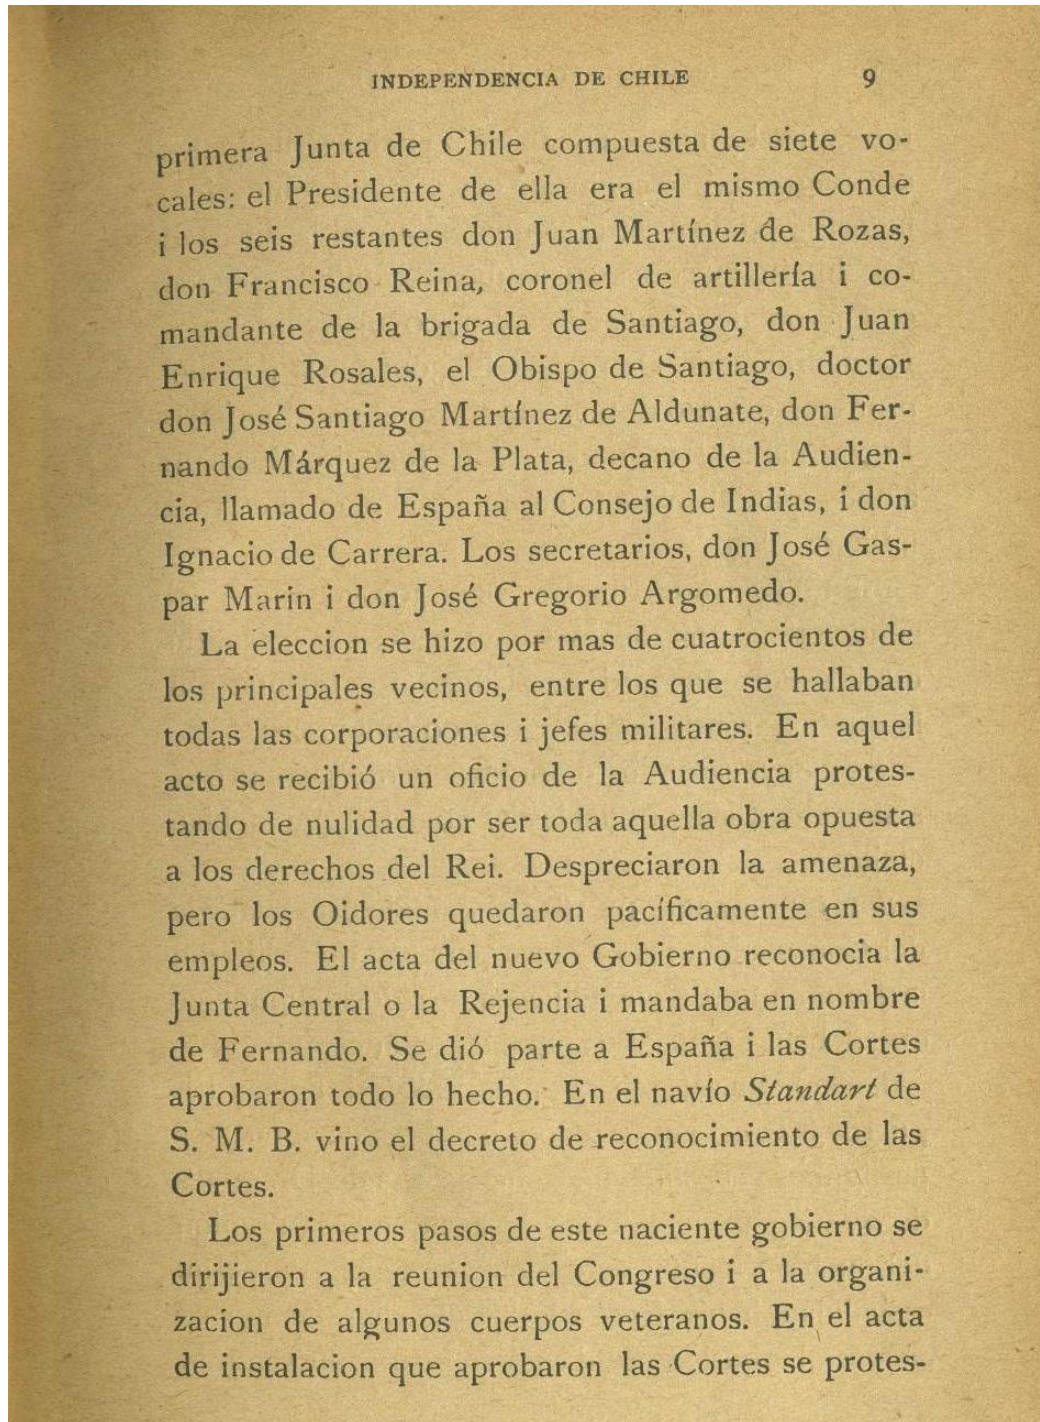 INDEPENDENCIA DE CHILE 9
primera Junta de Chile compuesta de siete vo-
cales: el Presidente de ella era el mismo Conde
i los seis restantes don Juan Martínez de Rozas,
don Francisco Reina, coronel de artillería i co-
mandante de la brigada de Santiago, don Juan
Enrique Rosales, el Obispo de Santiago, doctor
don José Santiago Martínez de Aldunate, don Fer-
nando Márquez de la Plata, decano de la Audien-
cia, llamado de España al Consejo de Indias, i don
Ignacio de Carrera. Los secretarios, don José Gas-
par Marin i don José Gregorio Argomedo.
La eleccion se hizo por mas de cuatrocientos de
los principales vecinos, entre los que se hallaban
todas las corporaciones i jefes militares. En aquel
acto se recibió un oficio de la Audiencia protes-
tando de nulidad por ser toda aquella obra opuesta
a los derechos del Rei. Despreciaron la amenaza,
pero los Oidores quedaron pacíficamente en sus
empleos. El acta del nuevo Gobierno reconocia la
Junta Central o la Rejencia i mandaba en nombre
de Fernando. Se dió parte a España i las Cortes
aprobaron todo lo hecho. En el navío Standart de
S. M. B. vino el decreto de reconocimiento de las
Cortes.
Los primeros pasos de este naciente gobierno se
dirijieron a la reunion del Congreso i a la organi-
zacion de algunos cuerpos veteranos. En el acta
de instalacion que aprobaron las Cortes se protes-